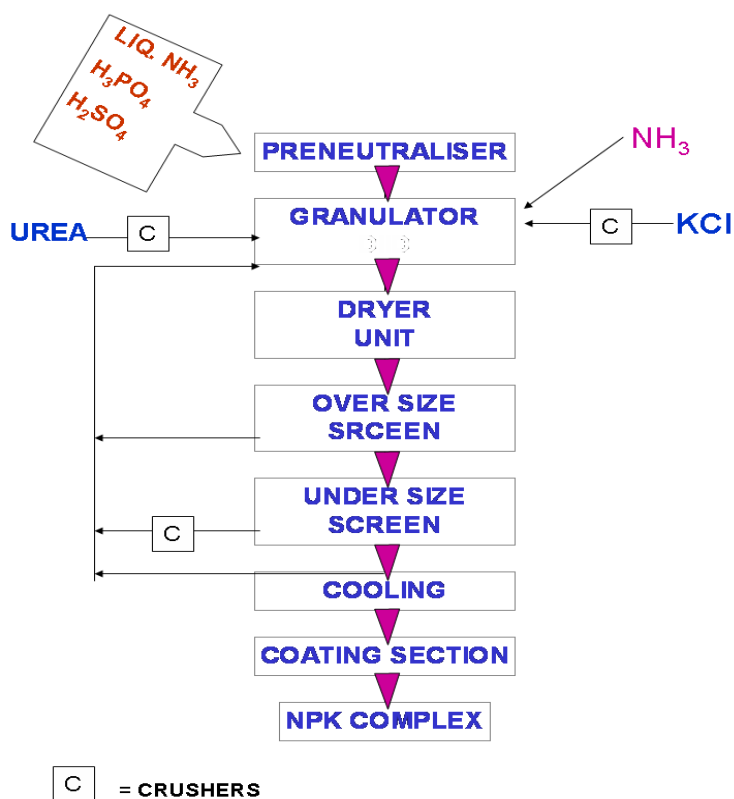 LIQ. NH3
H3PO4
H2SO4
PRENEUTRALISER
NH3
GRANULATOR
UREA
C
C
KCl
DRYER
UNIT
OVER SIZE
SRCEEN
UNDER SIZE
SCREEN
C
COOLING
COATING SECTION
NPK COMPLEX
C = CRUSHERS